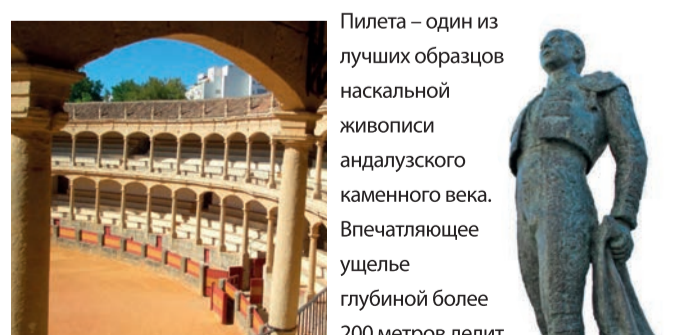 Пилета – один из
лучших образцов
наскальной
живописи
андалузского
каменного века.
Впечатляющее
ущелье
глубиной более
200 метров делит